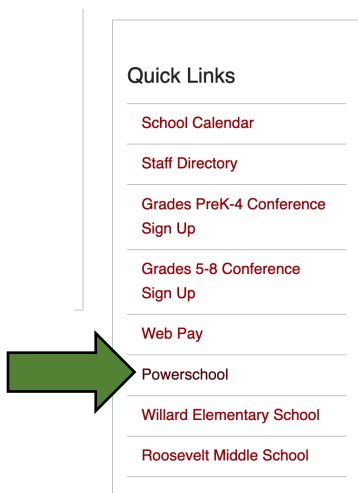 Quick Links
School Calendar
Staff Directory
Grades PreK-4 Conference
Sign Up
Grades 5-8 Conference
Sign Up
Web Pay
Powerschool
Willard Elementary School
Roosevelt Middle School